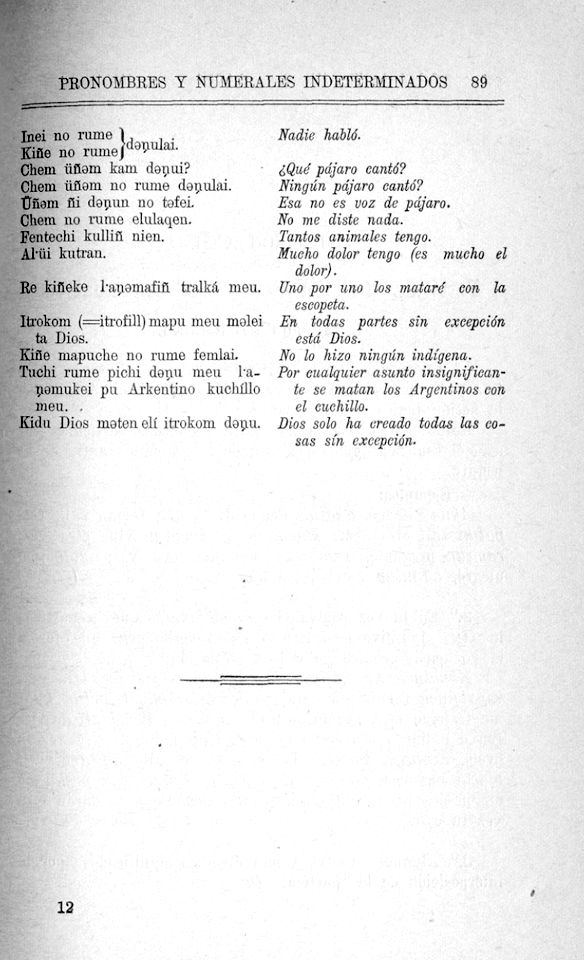 PRONOMBRES Y NUMERALES INDETERMINADOS 89
Inei no rume } dəŋulai. Nadie habló.
Kiñe no rume
Chem üñəm kam dəŋui? ¿Qué pájaro cantó?
Chem üñəm no rume dəŋulai. Ningún pájaro cantó?
Üñəm ñi dəŋun no təfei. Esa no es voz de pájaro.
Chem no rume elulaqen. No me diste nada.
Fentechi kulliñ nien. Tantos animales tengo.
Al·üi kutran. Mucho dolor tengo (es mucho el
dolor).
Re kiñeke l·aŋəmafiñ tralká meu. Uno por uno los mataré con la
escopeta.
Itrokom (=itrofill) mapu meu məlei En todas partes sin excepción
ta Dios. está Dios.
Kiñe mapuche no rume femlai. No lo hizo ningún indígena.
Tuchi rume pichi dəŋu meu l·a- Por cualquier asunto insignifican-
ŋəmukei pu Arkentino kuchillo te se matan los Argentinos con
meu. el cuchillo.
Kidu Dios məten elí itrokom dəŋu. Dios solo ha creado todas las co-
sas sín excepción.
12